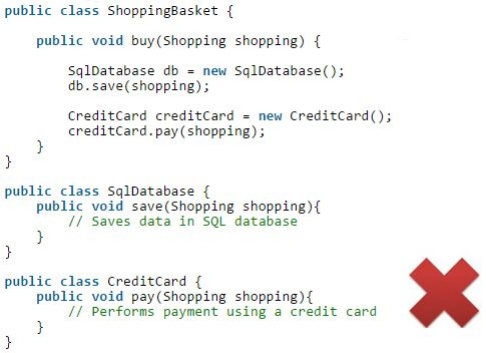 public class ShoppingBasket {
public void buy(Shopping shopping) {
SqlDatabase db = new SqlDatabase();
db.save(shopping);
CreditCard creditCard = new CreditCard();
creditCard.pay(shopping);
}
}
public class SqlDatabase {
public void save(Shopping shopping){
// Saves data in SQL database
}
}
public class CreditCard {
public void pay(Shopping shopping){
// Performs payment using a credit card
}
}